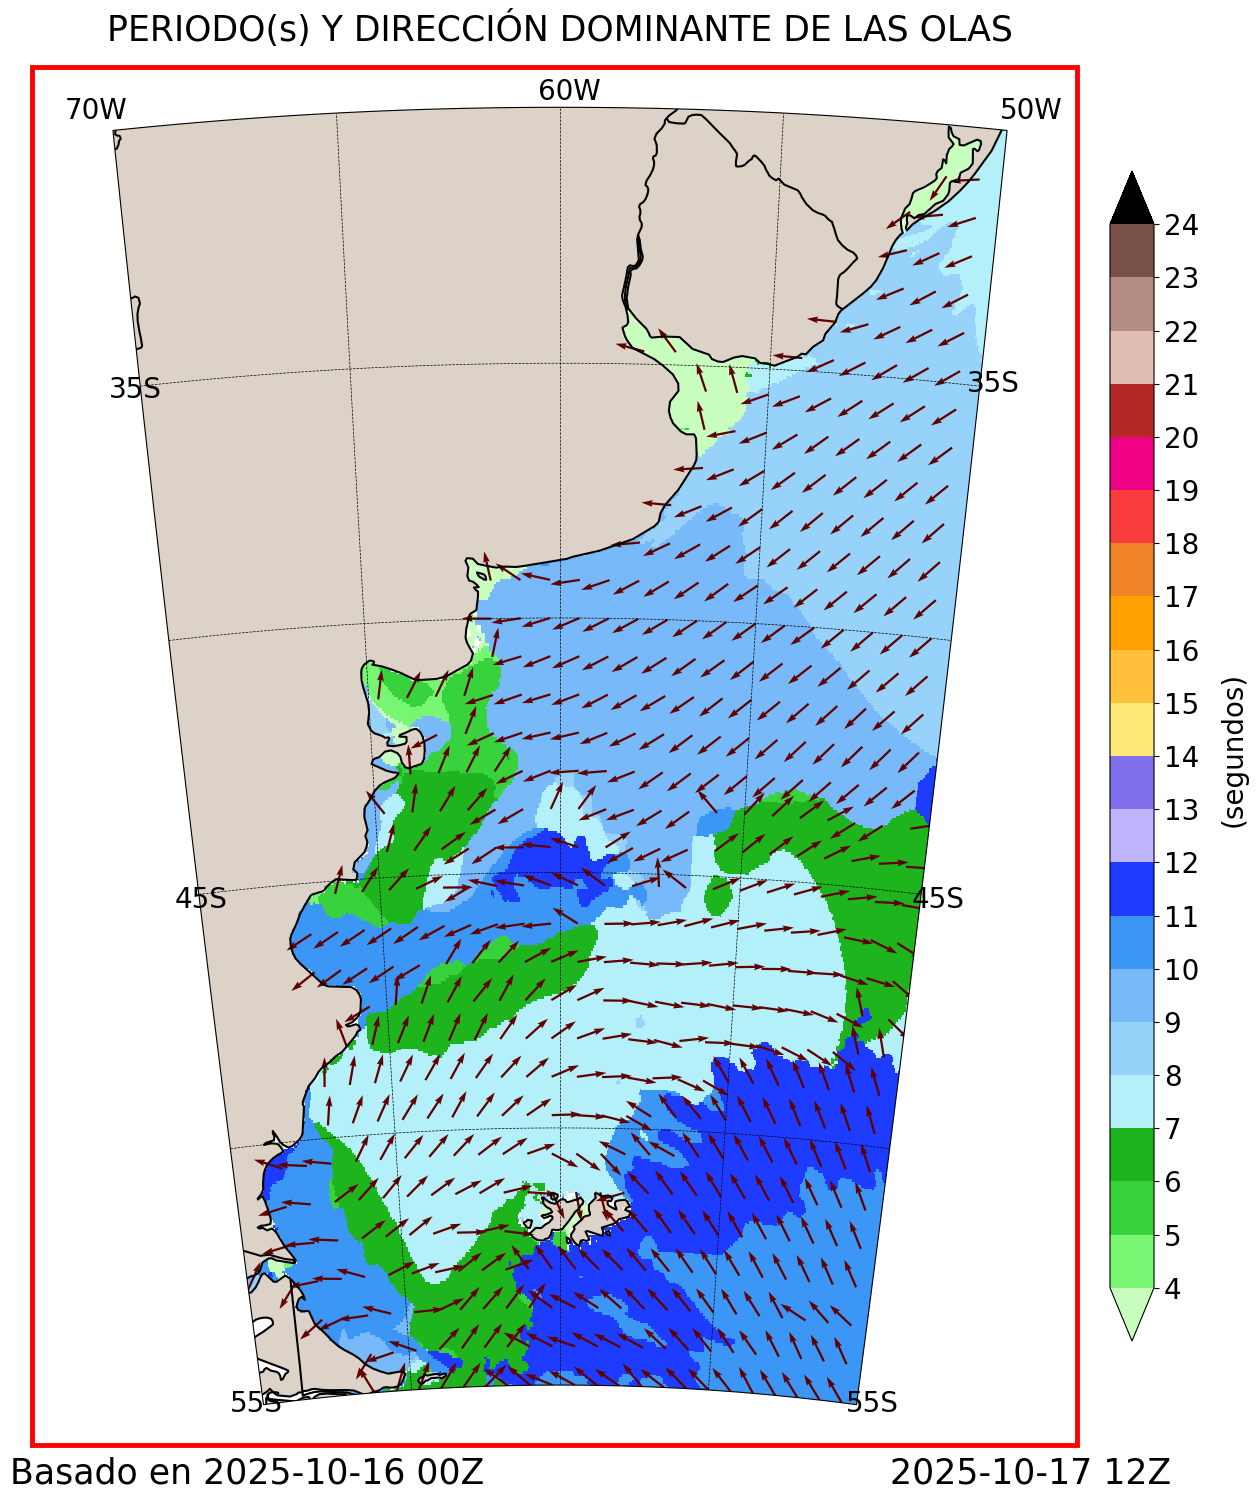 PERIODO(s) Y DIRECCIÓN DOMINANTE DE LAS OLAS
70W
60W
50W
35S
35S
45S
45S
55S
55S
24
23
22
21
20
19
18
17
16
15
14
13
12
11
10
9
8
7
6
5
4
(segundos)
Basado en 2025-10-16 00Z
2025-10-17 12Z